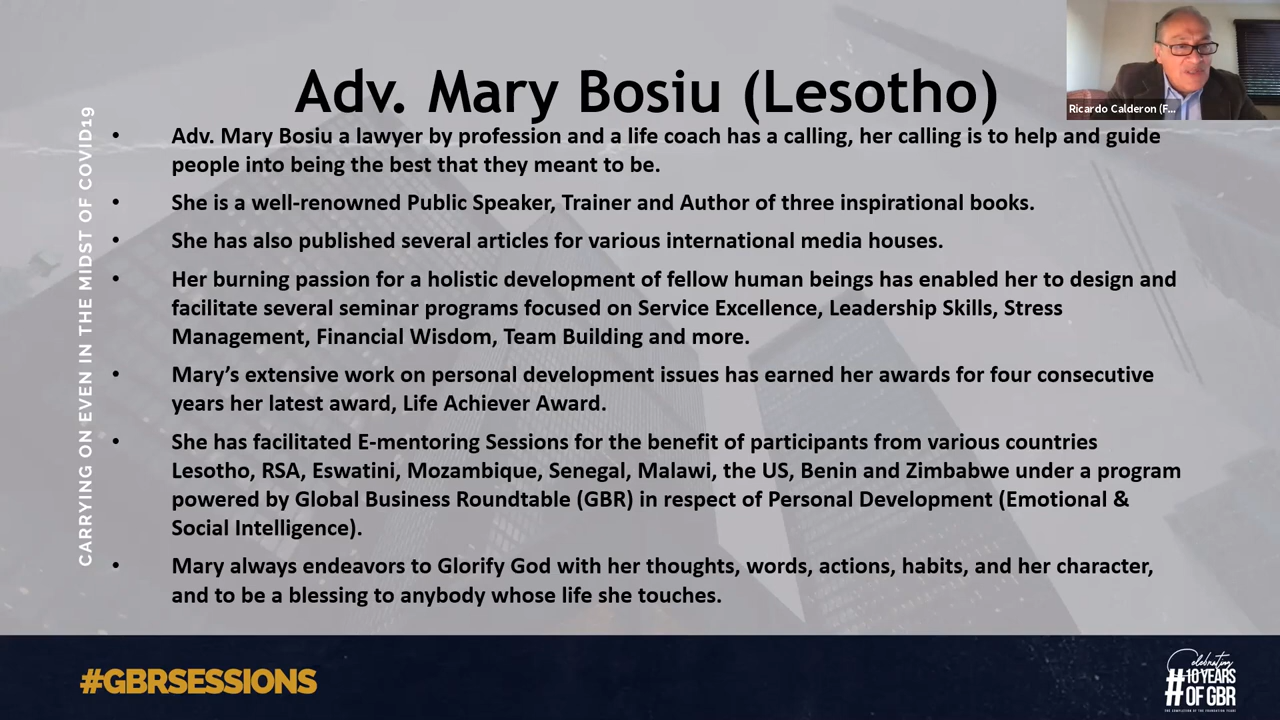 Adv. Mary Bosiu (Lesotho)
Ricardo Calderon (F...
CARRYING ON EVEN IN THE MIDST OF COVID19
• Adv. Mary Bosiu a lawyer by profession and a life coach has a calling, her calling is to help and guide
people into being the best that they meant to be.
• She is a well-renowned Public Speaker, Trainer and Author of three inspirational books.
• She has also published several articles for various international media houses.
• Her burning passion for a holistic development of fellow human beings has enabled her to design and
facilitate several seminar programs focused on Service Excellence, Leadership Skills, Stress
Management, Financial Wisdom, Team Building and more.
• Mary’s extensive work on personal development issues has earned her awards for four consecutive
years her latest award, Life Achiever Award.
• She has facilitated E-mentoring Sessions for the benefit of participants from various countries
Lesotho, RSA, Eswatini, Mozambique, Senegal, Malawi, the US, Benin and Zimbabwe under a program
powered by Global Business Roundtable (GBR) in respect of Personal Development (Emotional &
Social Intelligence).
• Mary always endeavors to Glorify God with her thoughts, words, actions, habits, and her character,
and to be a blessing to anybody whose life she touches.
#GBRSESSIONS
Celebrating
#10 YEARS
OF GBR
THE COMPLETION OF THE FOUNDATION YEARS